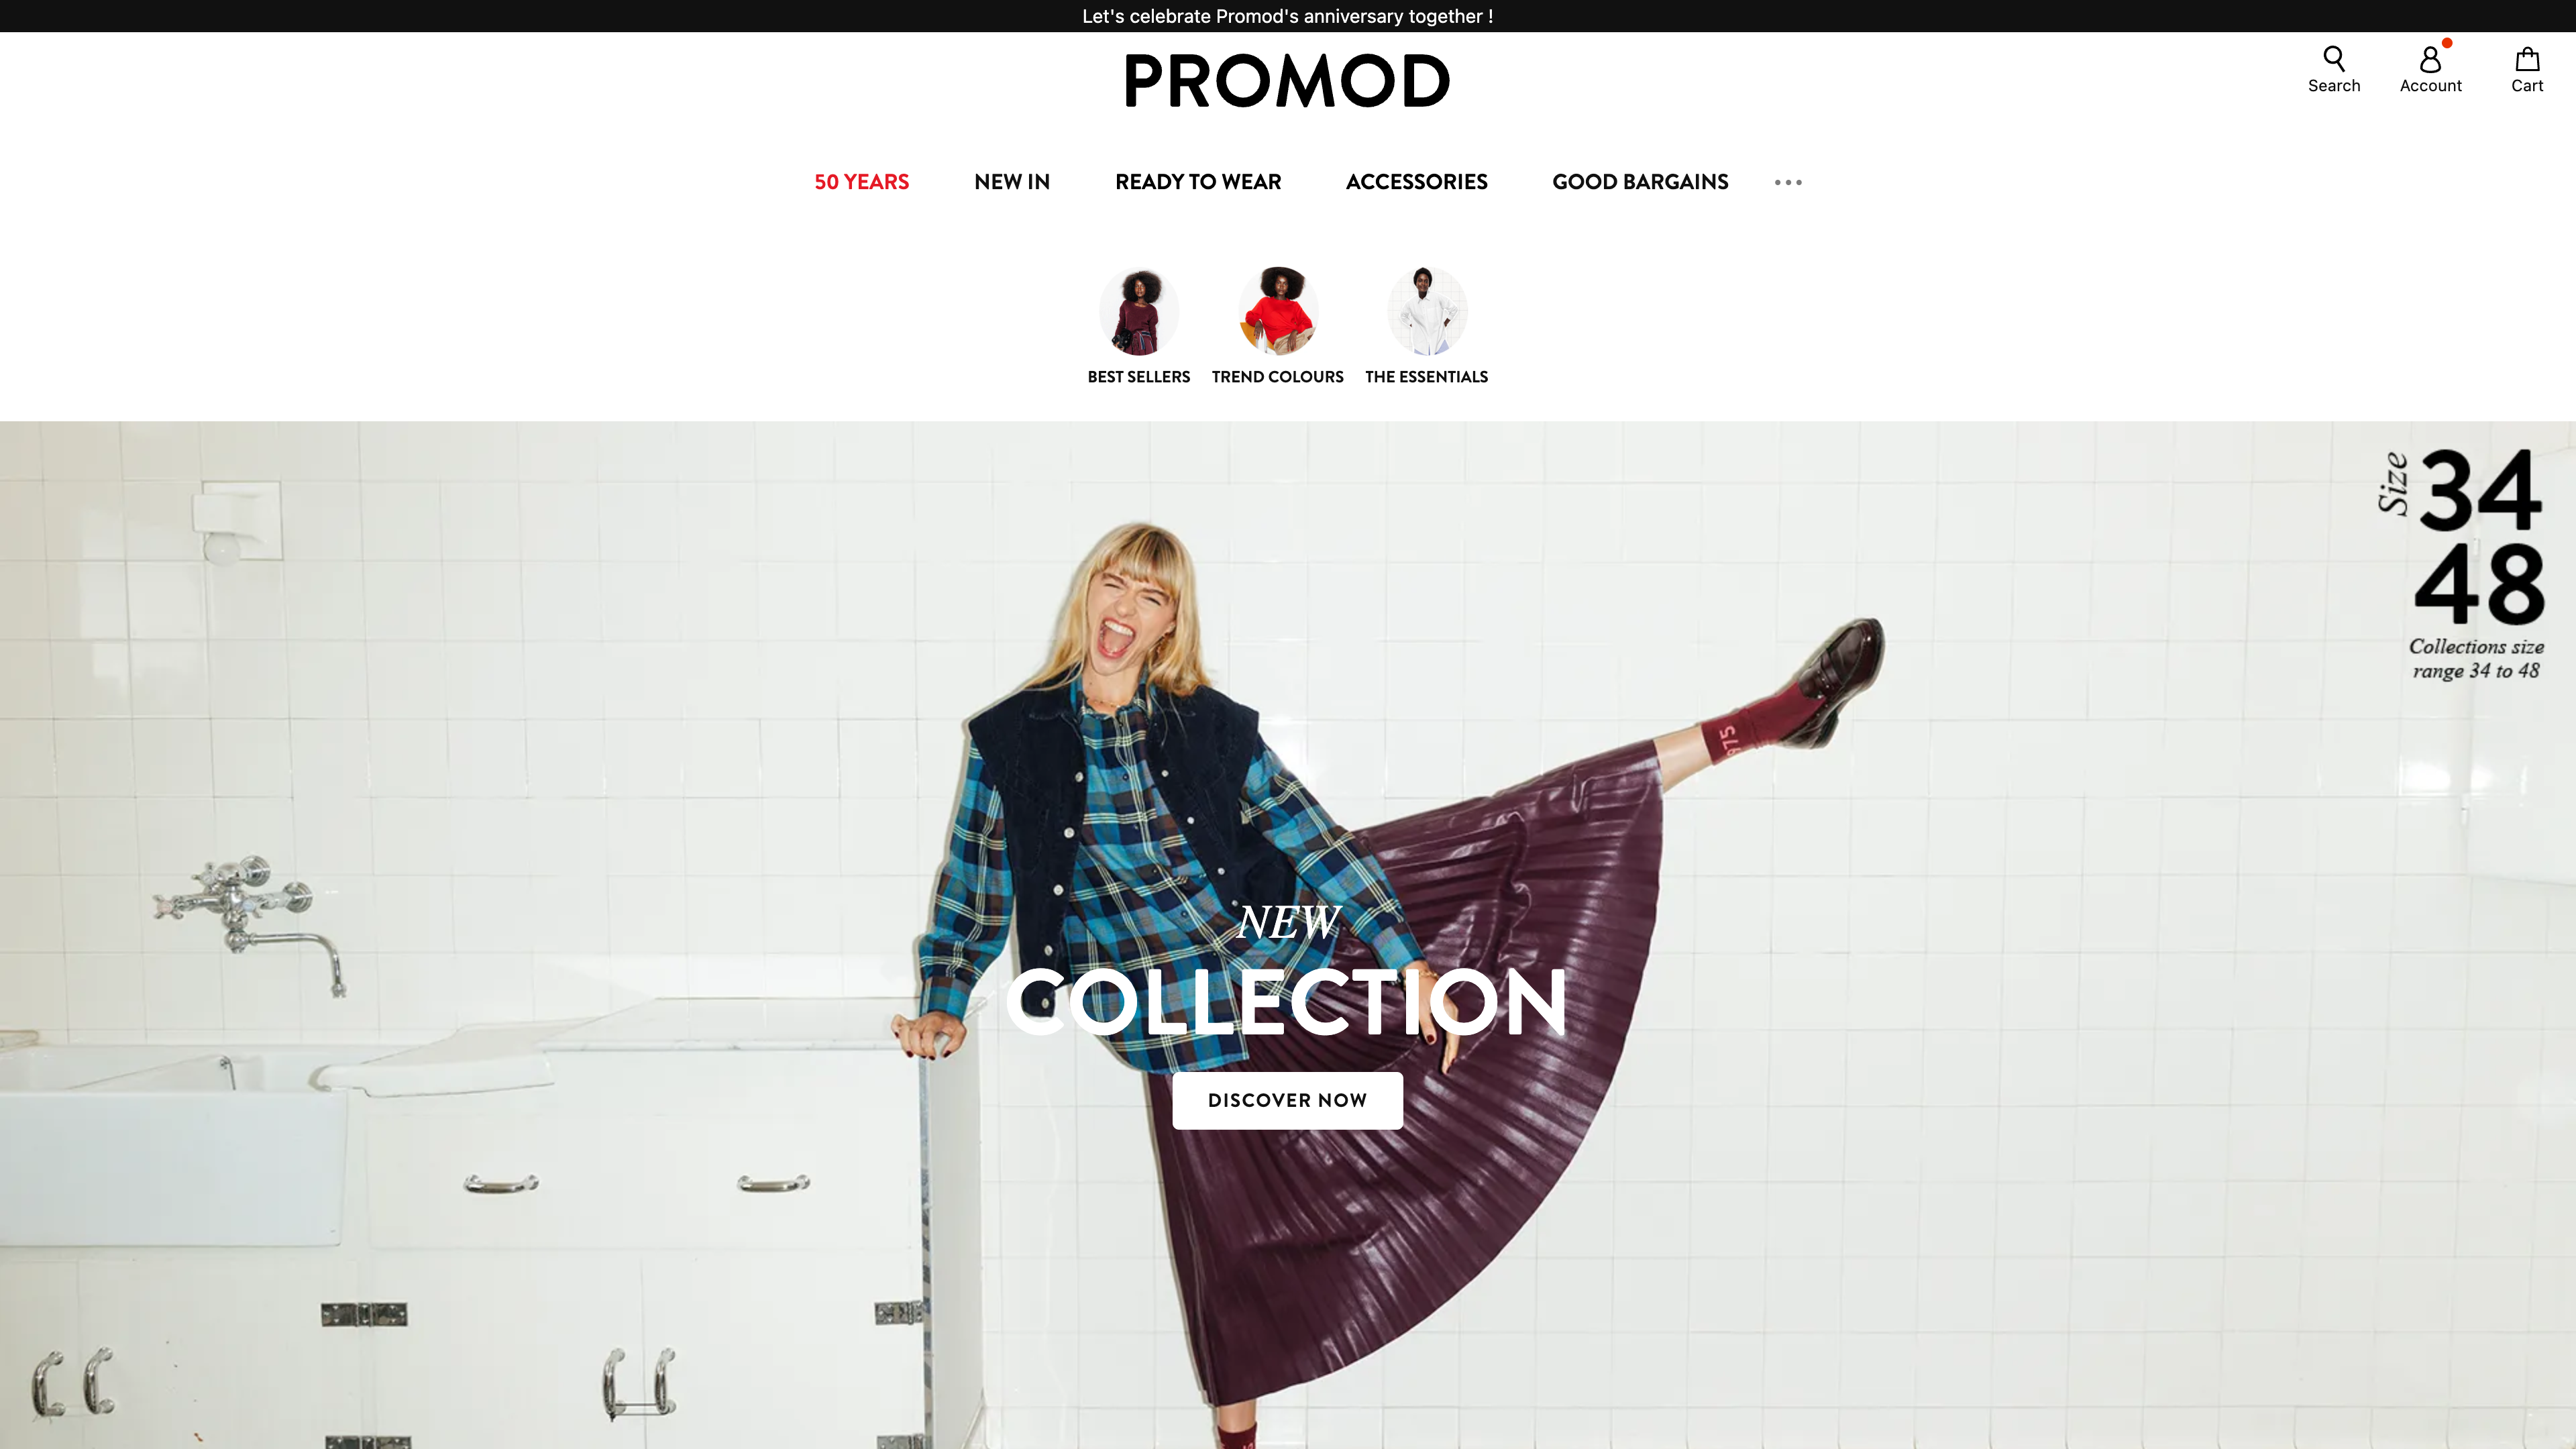 Let's celebrate Promod's anniversary together !
PROMOD
Search
Account
Cart
50 YEARS
NEW IN
READY TO WEAR
ACCESSORIES
GOOD BARGAINS
BEST SELLERS
TREND COLOURS
THE ESSENTIALS
Size
34
48
Collections size
range 34 to 48
NEW
COLLECTION
DISCOVER NOW